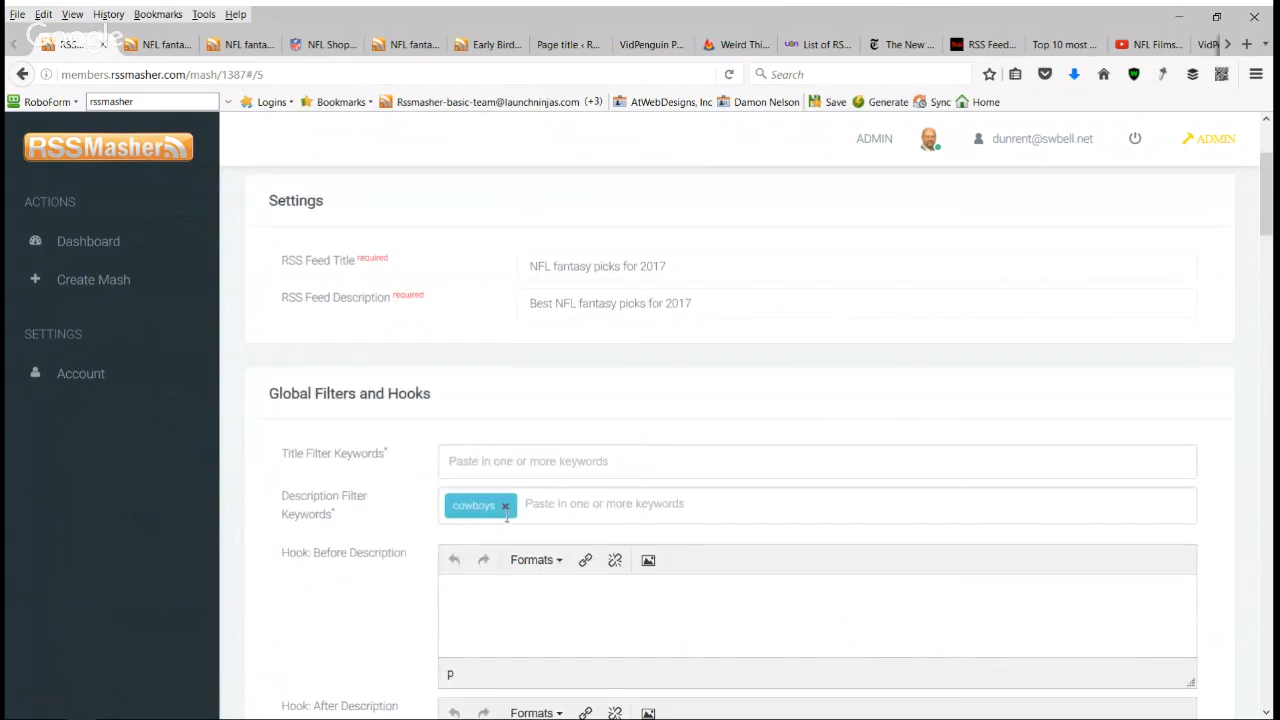 File Edit View History Bookmarks Tools Help
Google
RSS... NFL fanta... NFL fanta... NFL Shop... NFL fanta... Early Bird... Page title ‹ R... VidPenguin P... Weird Thi... List of RS... The New ... RSS Feed... Top 10 most ... NFL Films... VidP
members.rssmasher.com/mash/1387#/5 Search
RoboForm rssmasher Logins Bookmarks Rssmasher-basic-team@launchninjas.com (+3) AtWebDesigns, Inc Damon Nelson Save Generate Sync Home
RSSMasher ADMIN dunrent@swbell.net ADMIN
ACTIONS
Dashboard
Create Mash
SETTINGS
Account
Settings
RSS Feed Title required NFL fantasy picks for 2017
RSS Feed Description required Best NFL fantasy picks for 2017
Global Filters and Hooks
Title Filter Keywords* Paste in one or more keywords
Description Filter
Keywords* cowboys x Paste in one or more keywords
Hook: Before Description Formats
p
Hook: After Description Formats